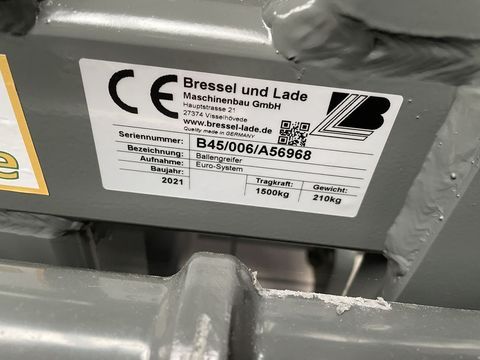 CE
Bressel und Lade
Maschinenbau GmbH
Hauptstrasse 21
27374 Visselhövede
www.bressel-lade.de
Quality made in GERMANY
Seriennummer: B45/006/A56968
Bezeichnung: Ballengreifer
Aufnahme: Euro-System
Baujahr: 2021
Tragkraft: 1500kg
Gewicht: 210kg
e